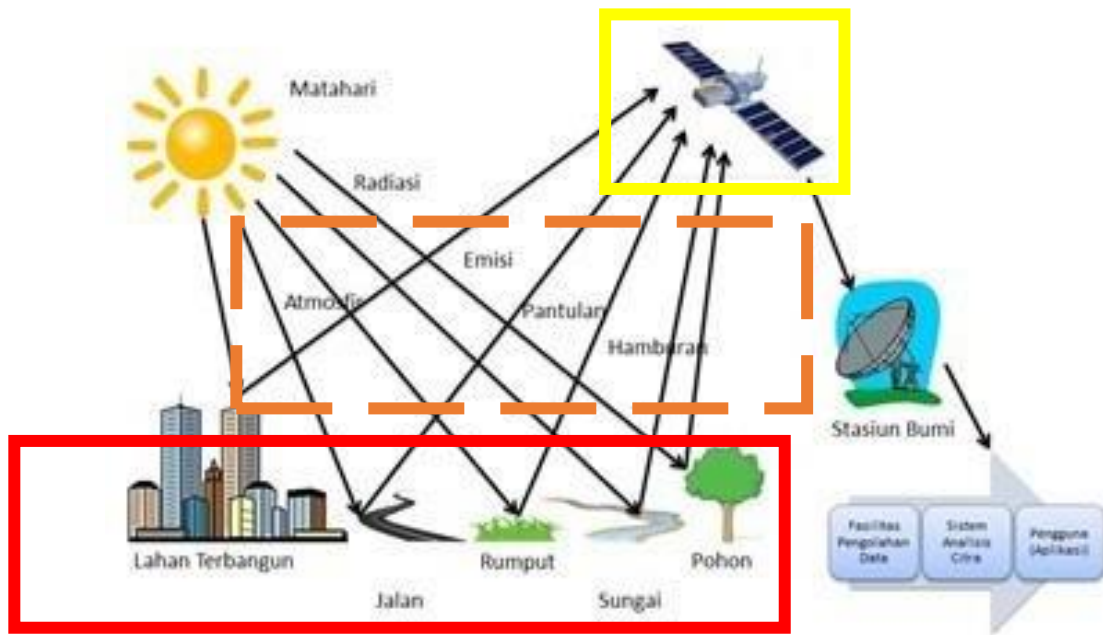 Matahari
Radiasi
Emisi
Atmosfir
Pantulan
Hamburan
Stasiun Bumi
Lahan Terbangun
Rumput
Pohon
Jalan
Sungai
Fasilitas
Pengolahan
Data
Sistem
Analisis
Citra
Pengguna
(Aplikasi)